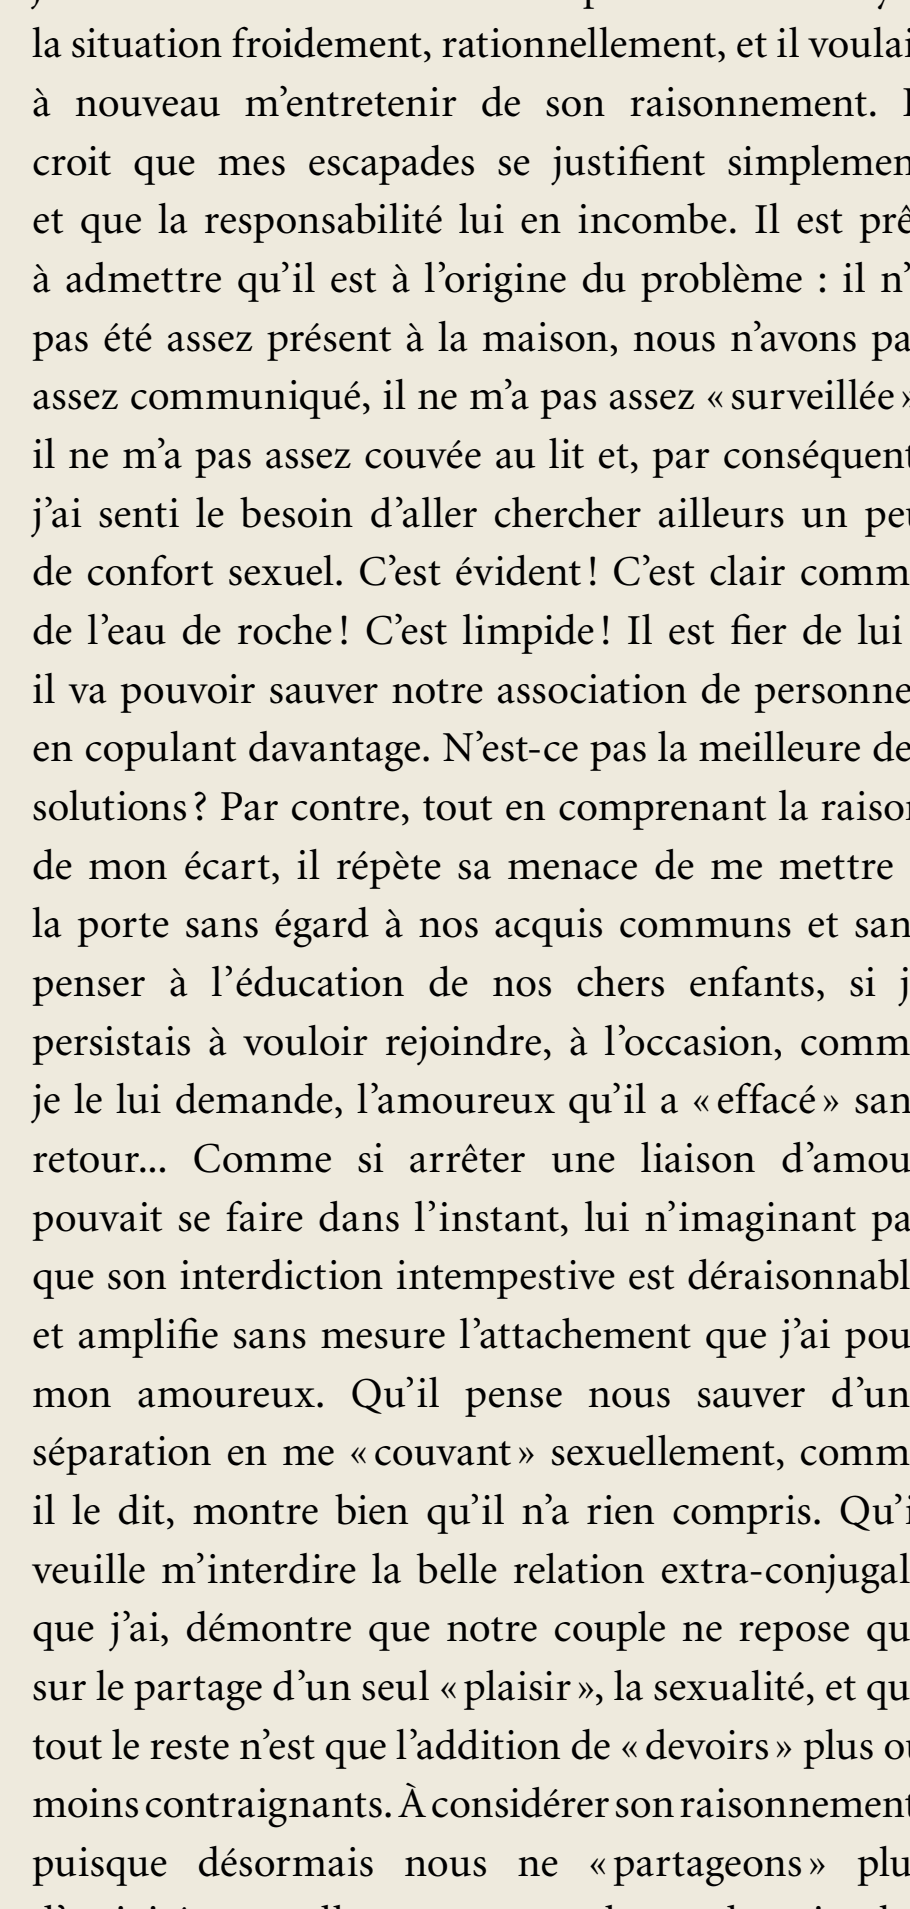 la situation froidement, rationnellement, et il voulai
à nouveau m’entretenir de son raisonnement. I
croit que mes escapades se justifient simplemen
et que la responsabilité lui en incombe. Il est prê
à admettre qu’il est à l’origine du problème : il n’
pas été assez présent à la maison, nous n’avons pa
assez communiqué, il ne m’a pas assez « surveillée »
il ne m’a pas assez couvée au lit et, par conséquent
j’ai senti le besoin d’aller chercher ailleurs un peu
de confort sexuel. C’est évident ! C’est clair comm
de l’eau de roche ! C’est limpide ! Il est fier de lui
il va pouvoir sauver notre association de personne
en copulant davantage. N’est-ce pas la meilleure de
solutions ? Par contre, tout en comprenant la raison
de mon écart, il répète sa menace de me mettre
la porte sans égard à nos acquis communs et san
penser à l’éducation de nos chers enfants, si j
persistais à vouloir rejoindre, à l’occasion, comm
je le lui demande, l’amoureux qu’il a « effacé » san
retour... Comme si arrêter une liaison d’amou
pouvait se faire dans l’instant, lui n’imaginant pa
que son interdiction intempestive est déraisonnabl
et amplifie sans mesure l’attachement que j’ai pou
mon amoureux. Qu’il pense nous sauver d’un
séparation en me « couvant » sexuellement, comm
il le dit, montre bien qu’il n’a rien compris. Qu’i
veuille m’interdire la belle relation extra-conjugal
que j’ai, démontre que notre couple ne repose qu
sur le partage d’un seul « plaisir », la sexualité, et qu
tout le reste n’est que l’addition de « devoirs » plus ou
moins contraignants. À considérer son raisonnement
puisque désormais nous ne « partageons » plu